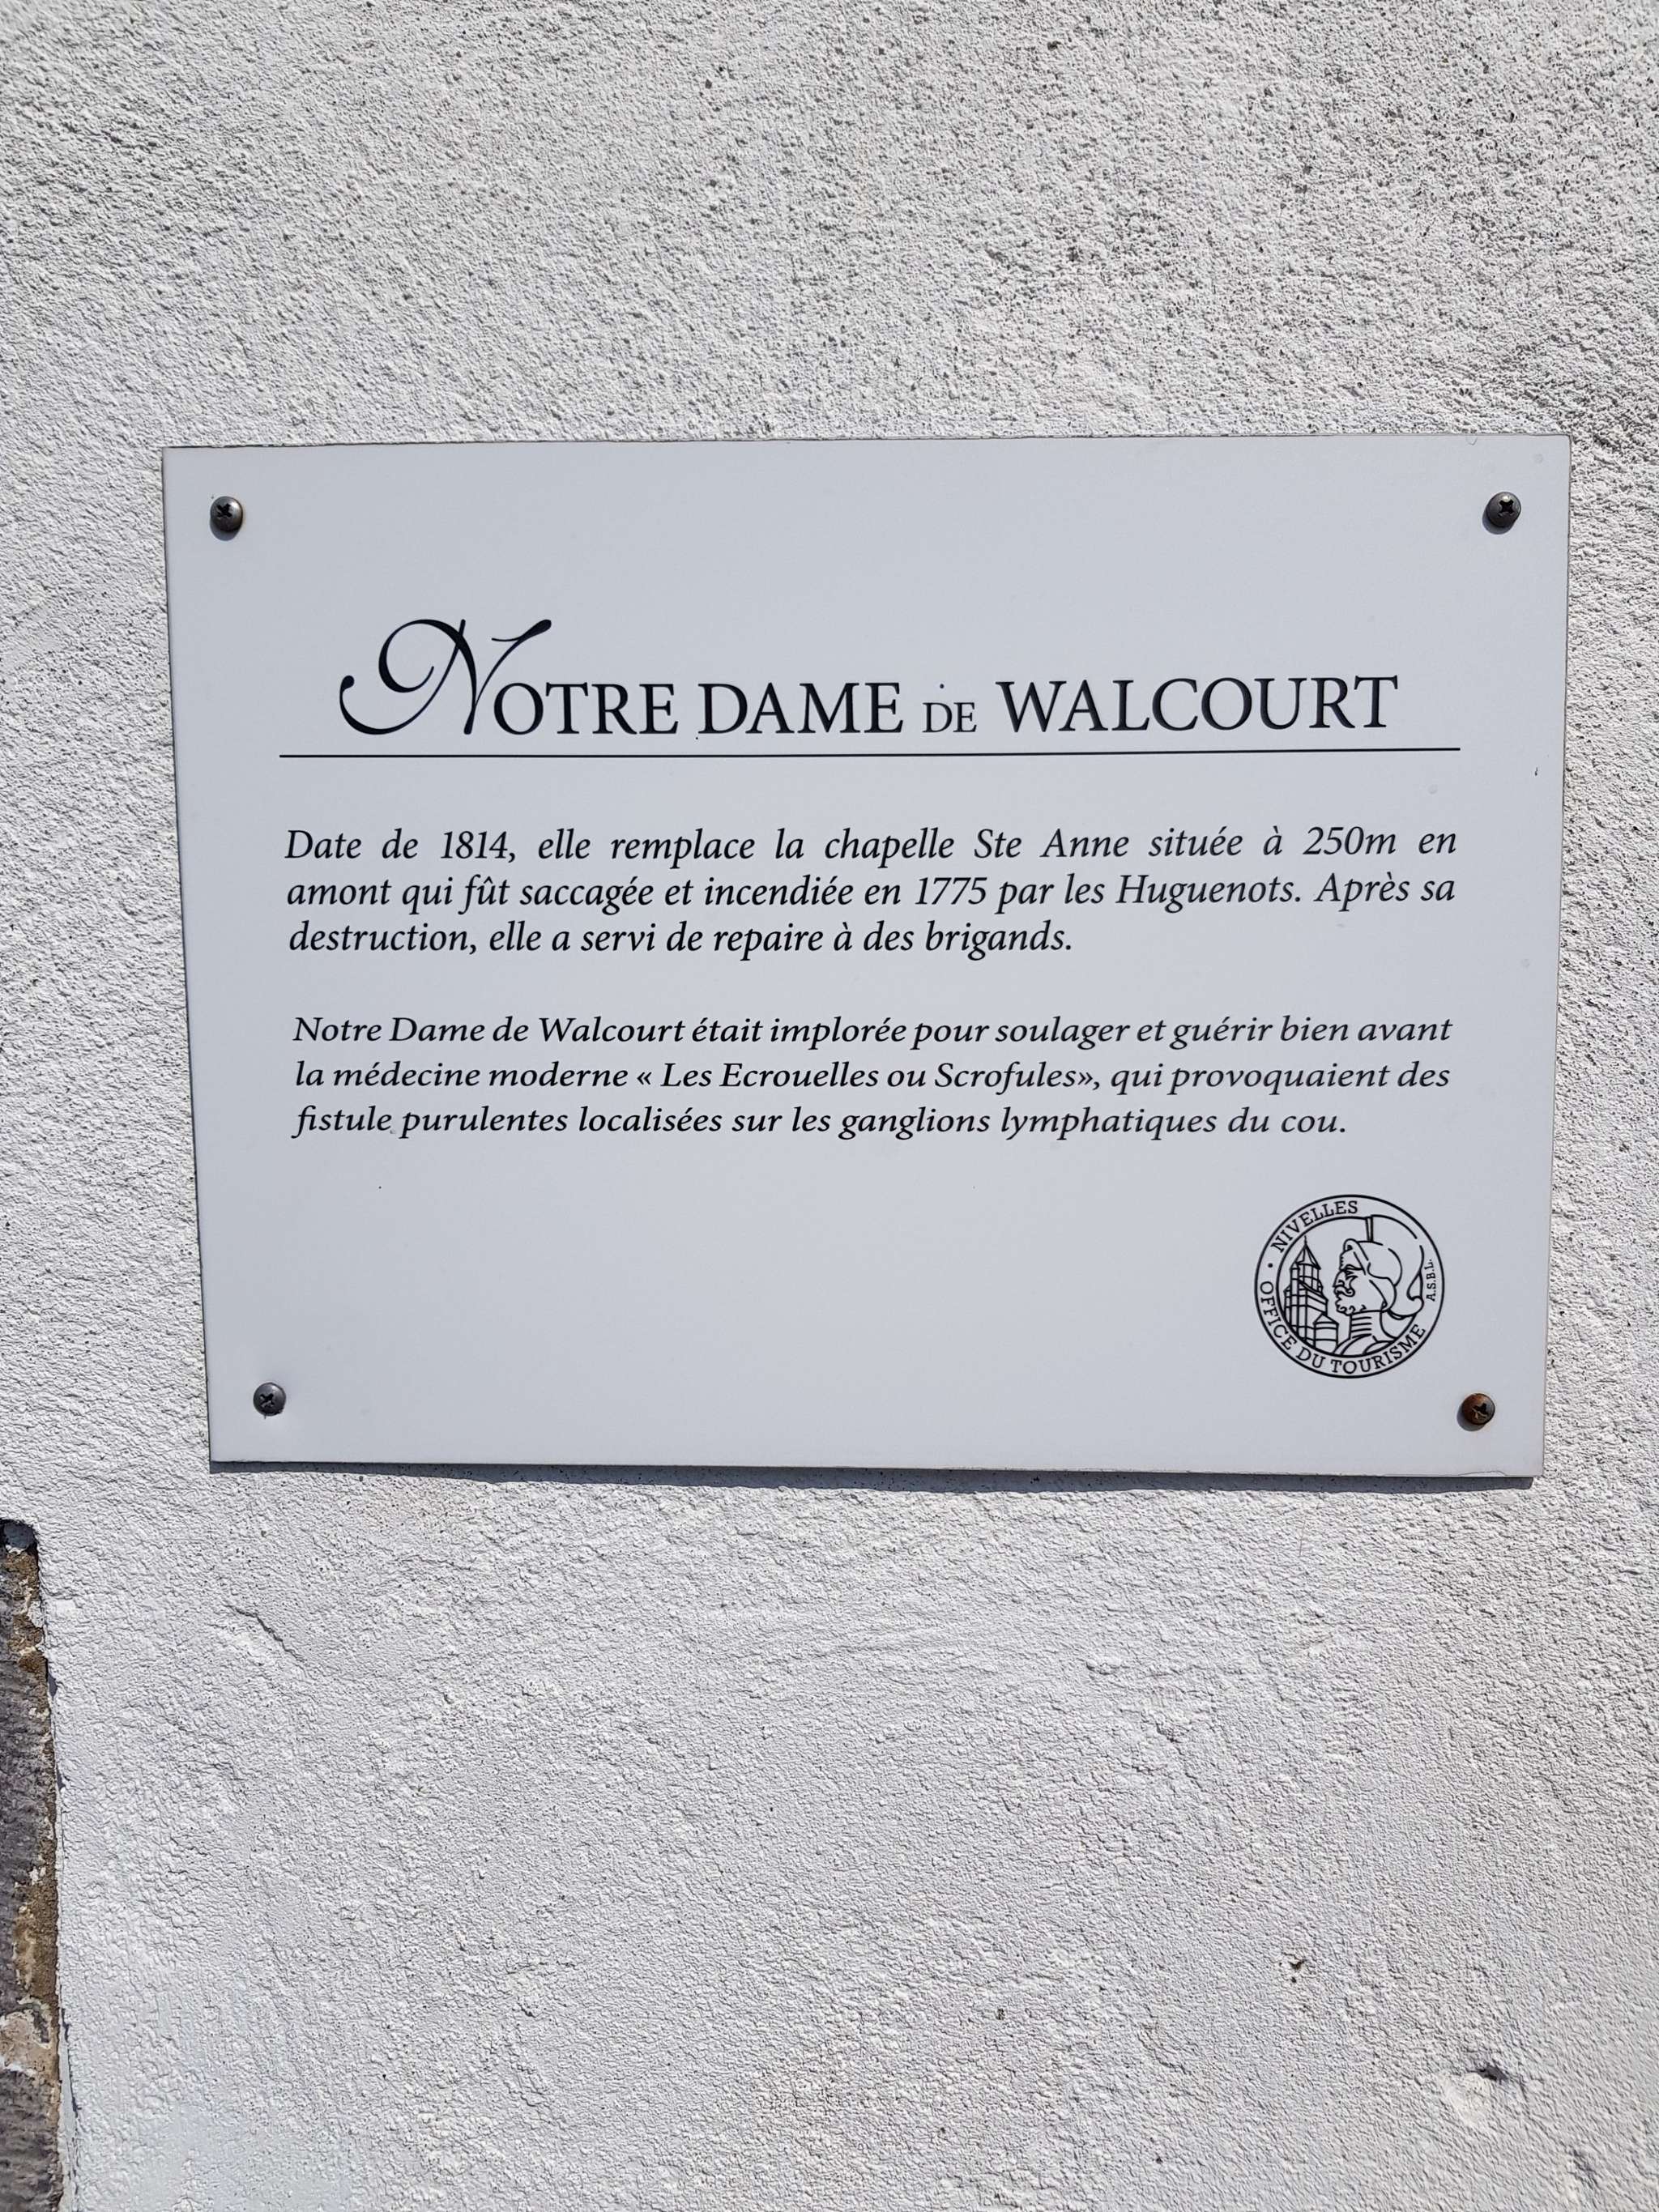 NOTRE DAME DE WALCOURT
Date de 1814, elle remplace la chapelle Ste Anne située à 250m en
amont qui fût saccagée et incendiée en 1775 par les Huguenots. Après sa
destruction, elle a servi de repaire à des brigands.
Notre Dame de Walcourt était implorée pour soulager et guérir bien avant
la médecine moderne « Les Ecrouelles ou Scrofules», qui provoquaient des
fistule purulentes localisées sur les ganglions lymphatiques du cou.
• NIVELLES
OFFICE DU TOURISME
A.S.B.L.